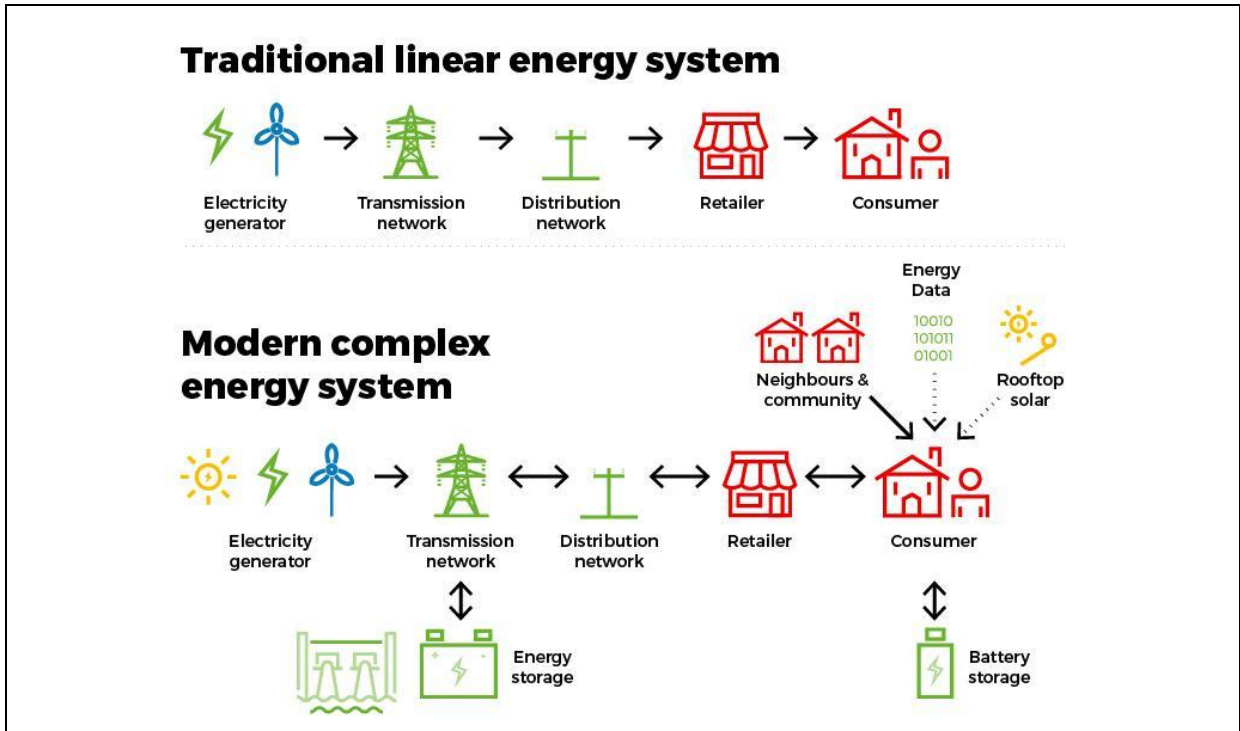 Traditional linear energy system
Electricity
generator
Transmission
network
Distribution
network
Retailer
Consumer
Modern complex
energy system
Energy
Data
10010
101011
01001
Neighbours &
community
Rooftop
solar
Electricity
generator
Transmission
network
Distribution
network
Retailer
Consumer
Energy
storage
Battery
storage